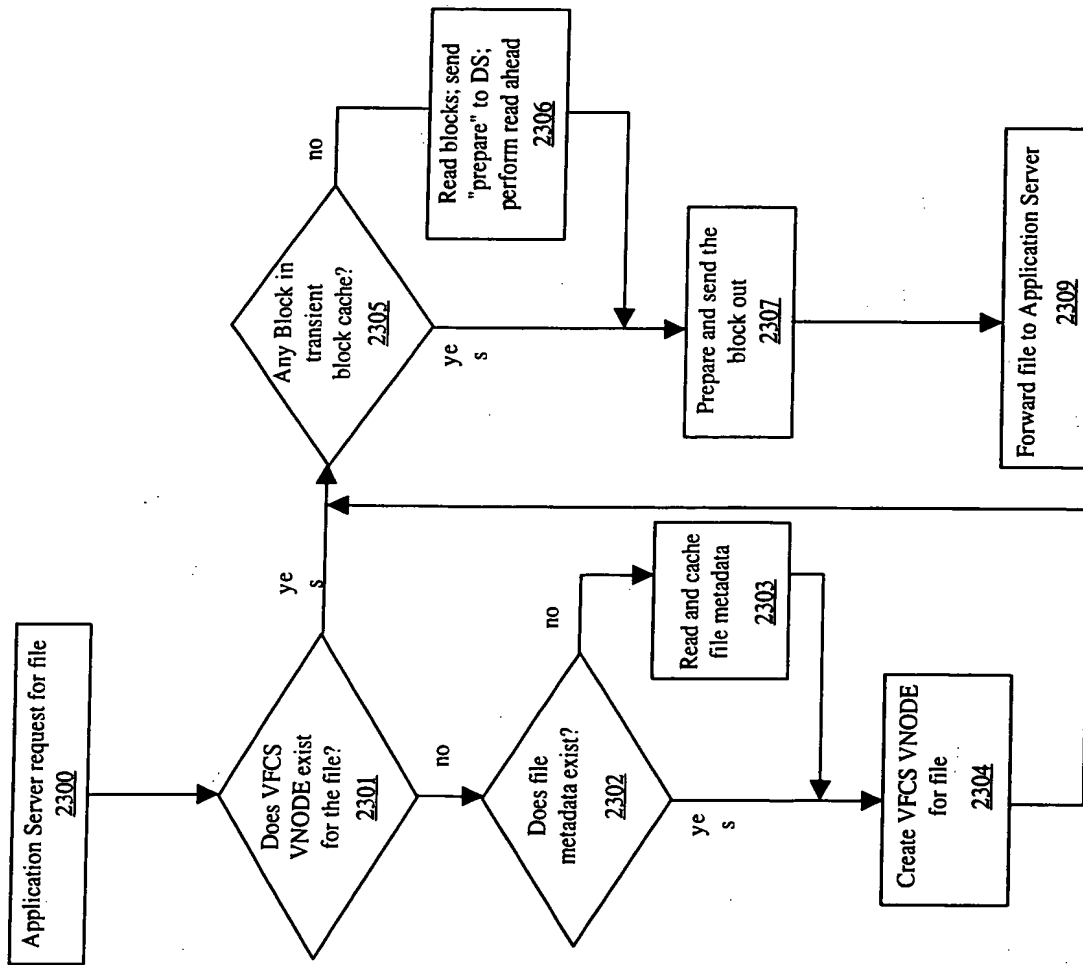 Application Server request for file
2300
Does VFCS
VNODE exist
for the file?
2301
ye
s
no
Does file
metadata exist?
2302
no
ye
s
Read and cache
file metadata
2303
Create VFCS VNODE
for file
2304
Any Block in
transient
block cache?
2305
no
ye
s
Read blocks; send
"prepare" to DS;
perform read ahead
2306
Prepare and send the
block out
2307
Forward file to Application Server
2309